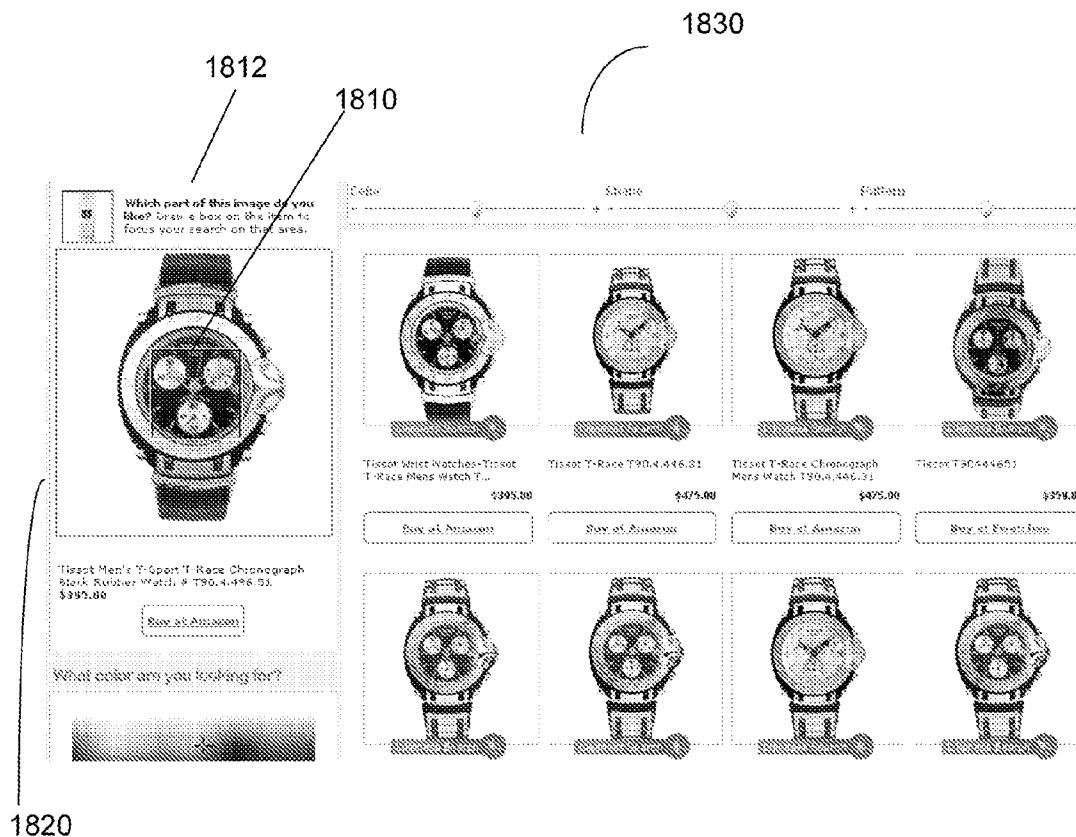 1830
1812
1810
Color
Shape
Pattern
Which part of this image do you
like? Draw a box on the item to
focus your search on that area.
Tissot Wrist Watches-Tissot
T-Race Mens Watch T...
$395.00
Buy at Amazon
Tissot T-Race T90.4.446.31
$475.00
Buy at Amazon
Tissot T-Race Chronograph
Mens Watch T90.4.446.31
$475.00
Buy at Amazon
Tissot
Buy at
Tissot Men's T-Sport T-Race Chronograph
Black Rubber Watch # T90.4.496.51
$395.00
Buy at Amazon
What color are you looking for?
1820